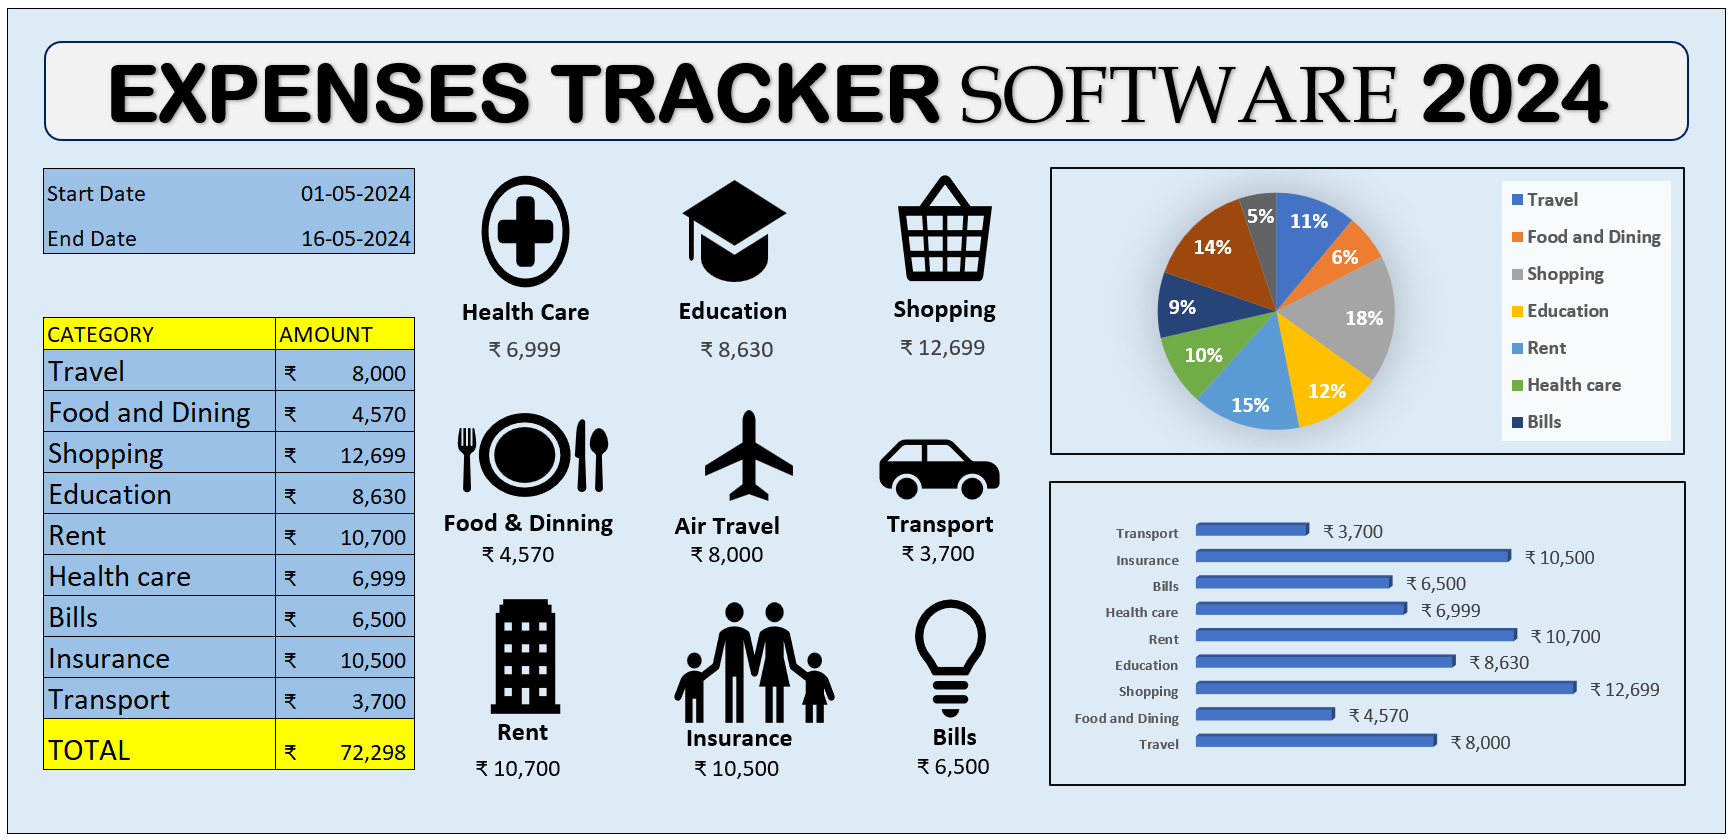 EXPENSES TRACKER SOFTWARE 2024
Start Date 01-05-2024
End Date 16-05-2024
CATEGORY AMOUNT
Travel ₹ 8,000
Food and Dining ₹ 4,570
Shopping ₹ 12,699
Education ₹ 8,630
Rent ₹ 10,700
Health care ₹ 6,999
Bills ₹ 6,500
Insurance ₹ 10,500
Transport ₹ 3,700
TOTAL ₹ 72,298
Health Care
₹ 6,999
Education
₹ 8,630
Shopping
₹ 12,699
Food & Dinning
₹ 4,570
Air Travel
₹ 8,000
Transport
₹ 3,700
Rent
₹ 10,700
Insurance
₹ 10,500
Bills
₹ 6,500
5%
11%
6%
18%
12%
15%
10%
9%
14%
Travel
Food and Dining
Shopping
Education
Rent
Health care
Bills
Transport ₹ 3,700
Insurance ₹ 10,500
Bills ₹ 6,500
Health care ₹ 6,999
Rent ₹ 10,700
Education ₹ 8,630
Shopping ₹ 12,699
Food and Dining ₹ 4,570
Travel ₹ 8,000